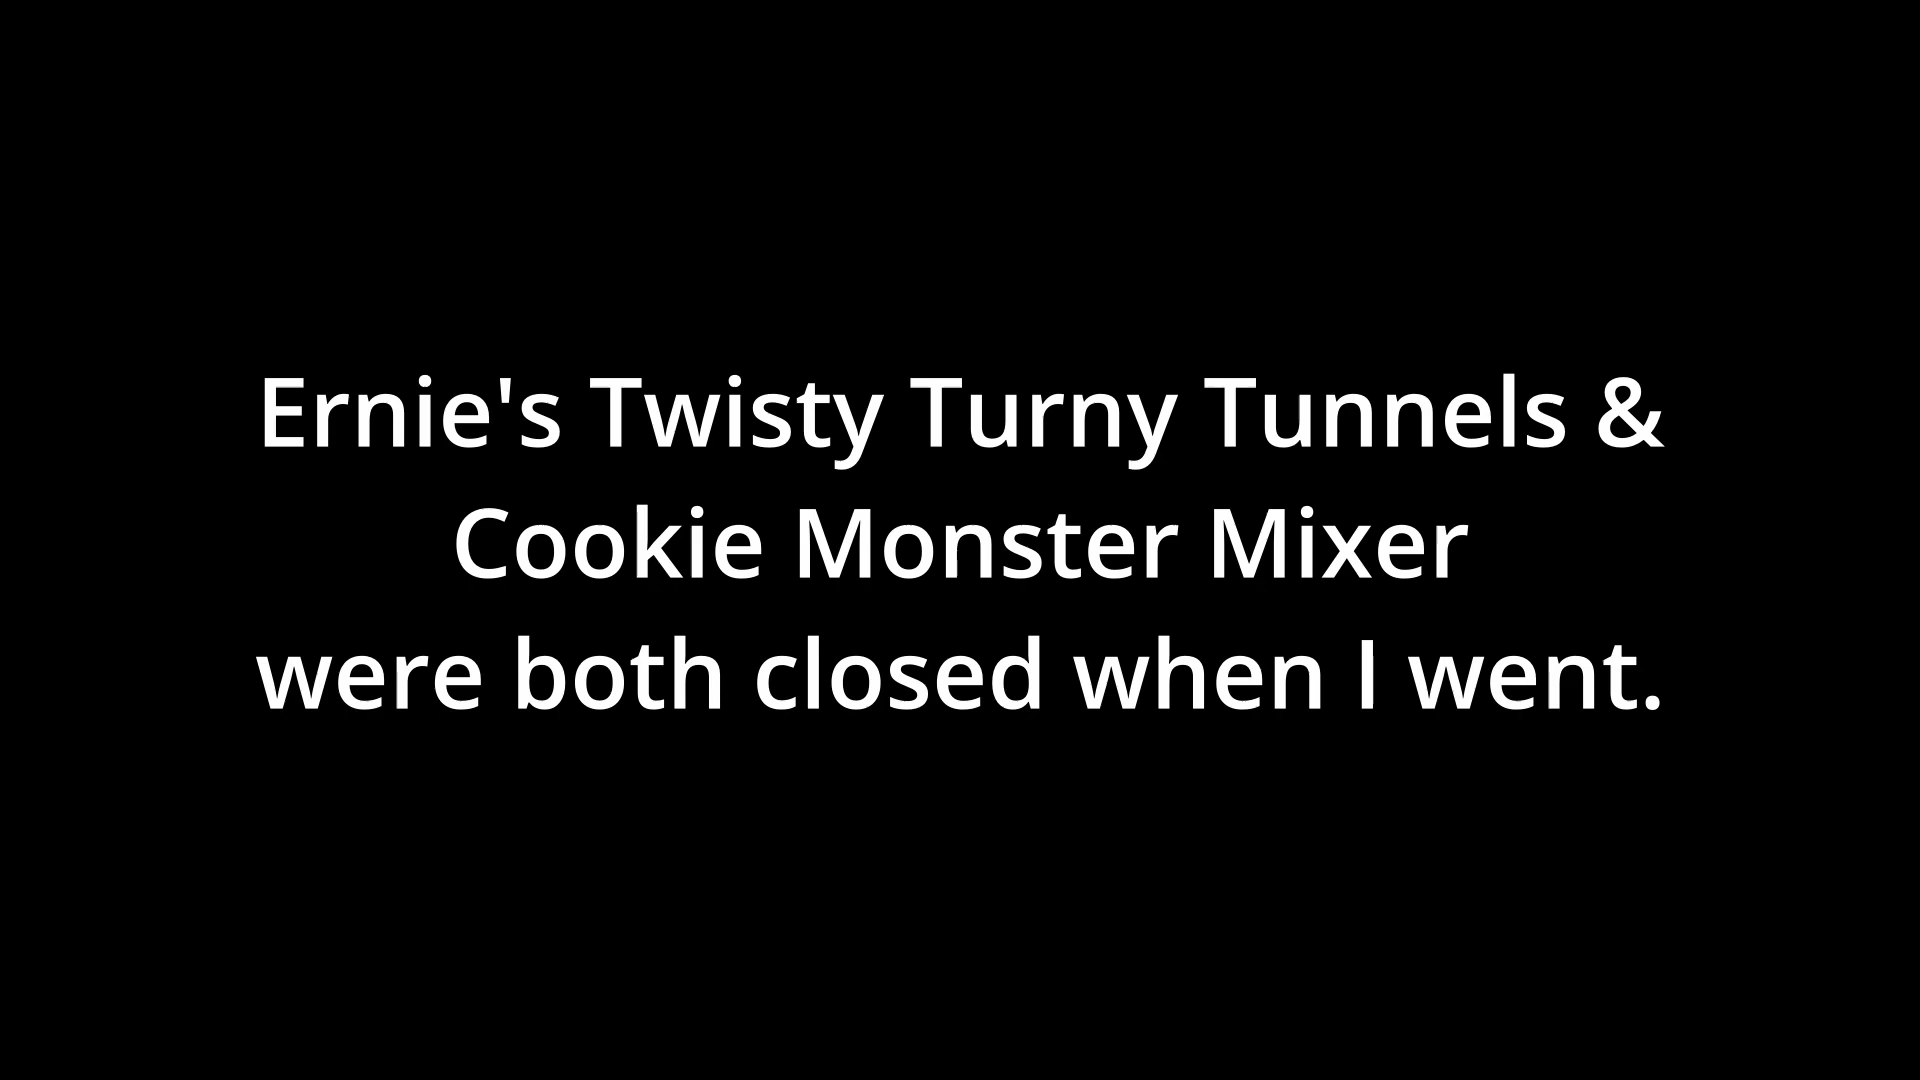 Ernie's Twisty Turny Tunnels &
Cookie Monster Mixer
were both closed when I went.